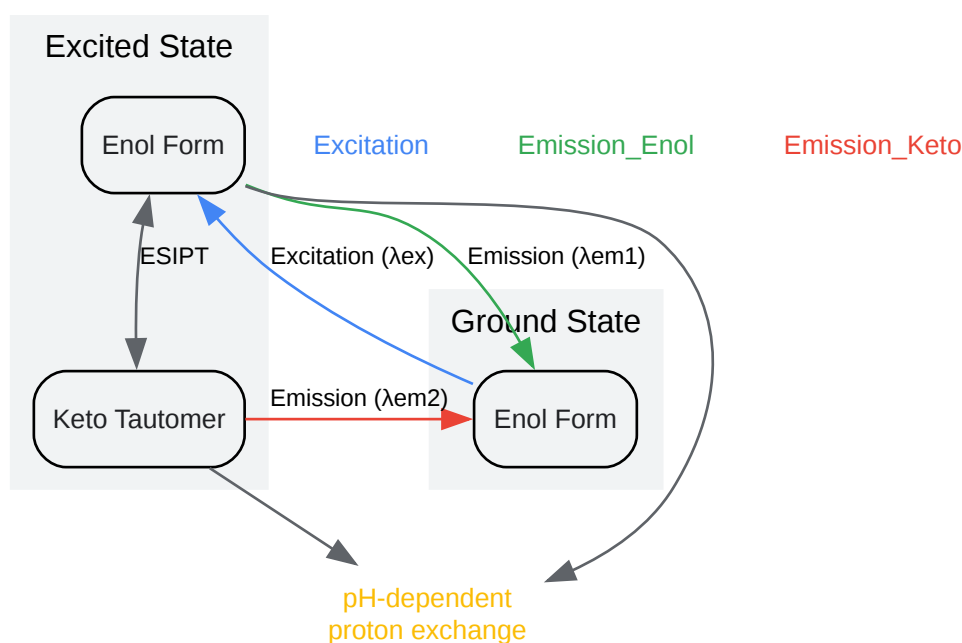 Excited State
Enol Form
Excitation
Emission_Enol
Emission_Keto
ESIPT
Excitation (λex)
Emission (λem1)
Ground State
Keto Tautomer
Emission (λem2)
Enol Form
pH-dependent
proton exchange